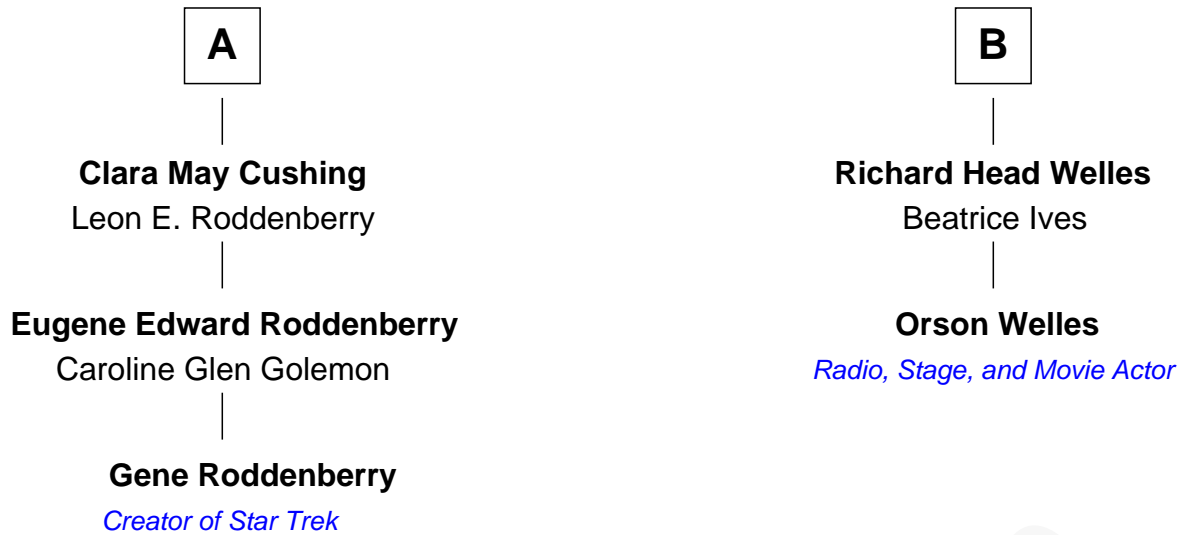 A
Clara May Cushing
Leon E. Roddenberry
Eugene Edward Roddenberry
Caroline Glen Golemon
Gene Roddenberry
Creator of Star Trek
B
Richard Head Welles
Beatrice Ives
Orson Welles
Radio, Stage, and Movie Actor